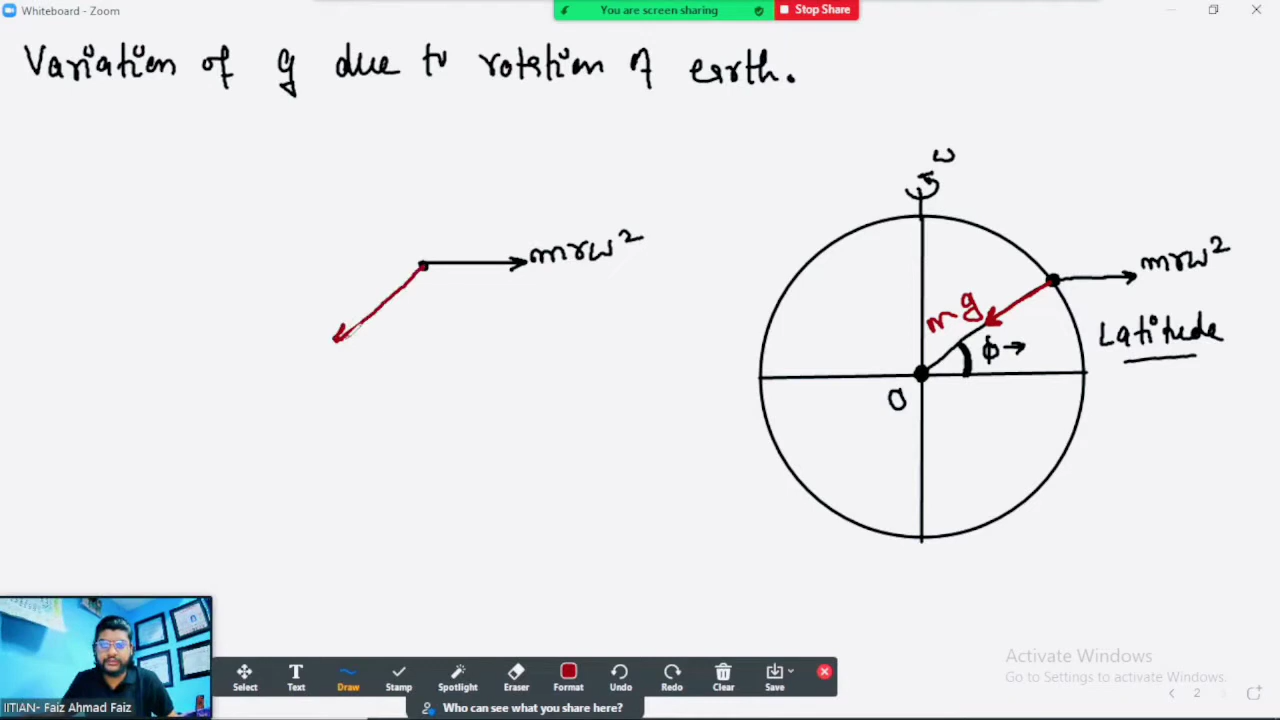 Whiteboard - Zoom
You are screen sharing
Stop Share
Variation of g due to rotation of earth.
ω
mrω²
mrω²
mg
Latitude
ϕ→
O
Activate Windows
Go to Settings to activate Windows.
Select
Text
Draw
Stamp
Spotlight
Eraser
Format
Undo
Redo
Clear
Save
2
IITIAN- Faiz Ahmad Faiz
Who can see what you share here?